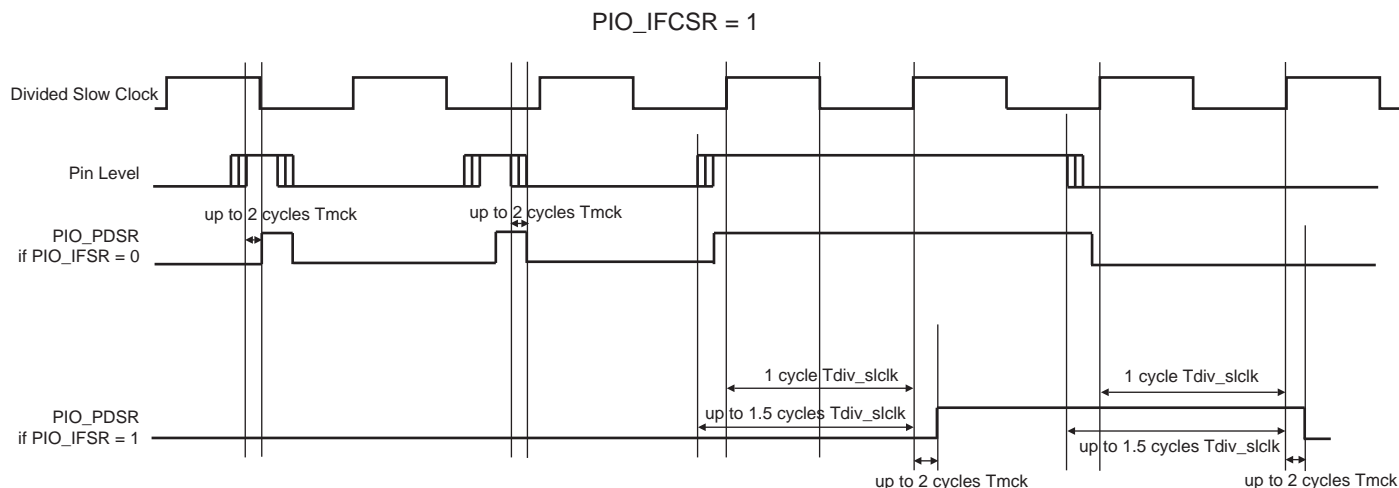 PIO_IFCSR = 1
Divided Slow Clock
Pin Level
up to 2 cycles Tmck
up to 2 cycles Tmck
PIO_PDSR
if PIO_IFSR = 0
1 cycle Tdiv_slclk
1 cycle Tdiv_slclk
PIO_PDSR
if PIO_IFSR = 1
up to 1.5 cycles Tdiv_slclk
up to 1.5 cycles Tdiv_slclk
up to 2 cycles Tmck
up to 2 cycles Tmck